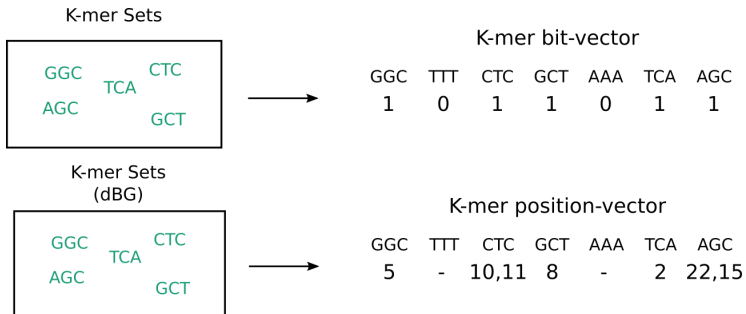 K-mer Sets
GGC
CTC
TCA
AGC
GCT
K-mer bit-vector
GGC TTT CTC GCT AAA TCA AGC
1 0 1 1 0 1 1
K-mer Sets
(dBG)
GGC
CTC
TCA
AGC
GCT
K-mer position-vector
GGC TTT CTC GCT AAA TCA AGC
5 - 10,11 8 - 2 22,15